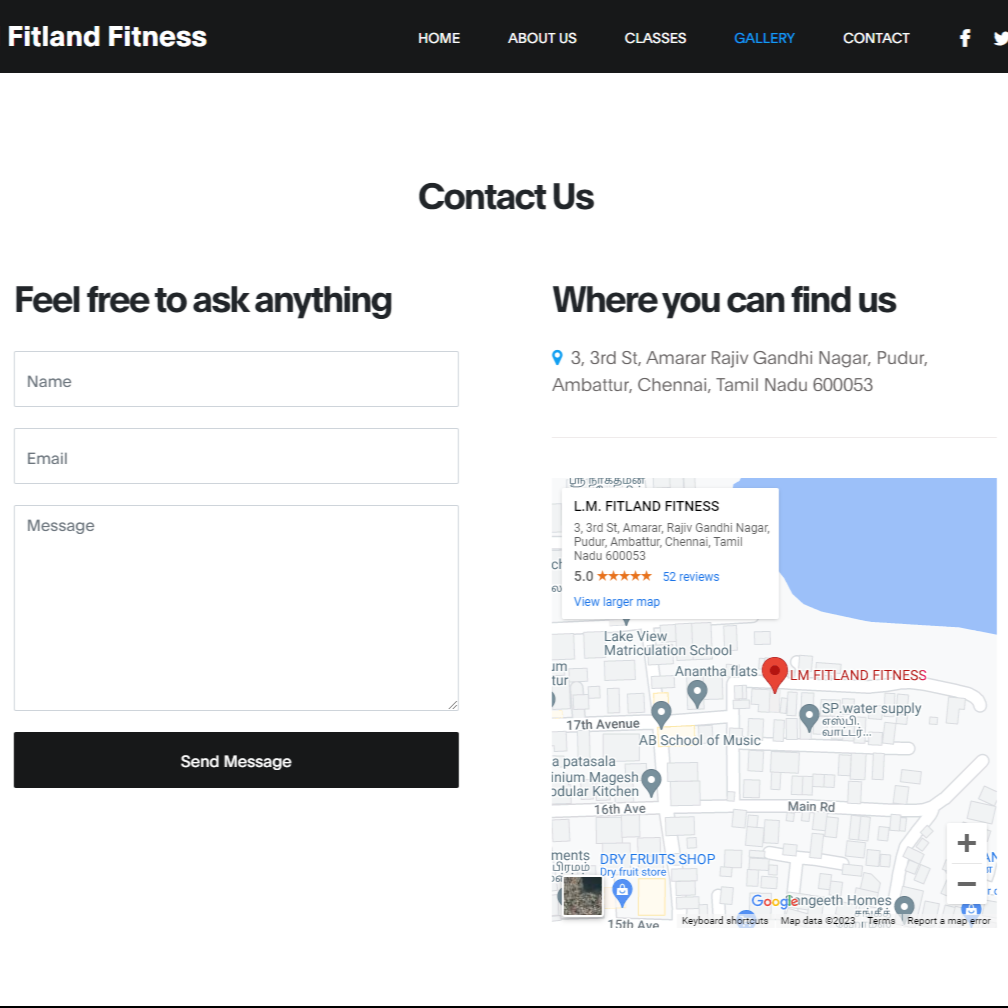 Fitland Fitness
HOME
ABOUT US
CLASSES
GALLERY
CONTACT
Contact Us
Feel free to ask anything
Name
Email
Message
Send Message
Where you can find us
3, 3rd St, Amarar Rajiv Gandhi Nagar, Pudur,
Ambattur, Chennai, Tamil Nadu 600053
L.M. FITLAND FITNESS
3, 3rd St, Amarar, Rajiv Gandhi Nagar,
Pudur, Ambattur, Chennai, Tamil
Nadu 600053
5.0
52 reviews
View larger map
Lake View
Matriculation School
Anantha flats
LM FITLAND FITNESS
SP.water supply
எஸ்பி.
வாட்டர்...
17th Avenue
AB School of Music
a patasala
inium Magesh
odular Kitchen
16th Ave
Main Rd
ments
DRY FRUITS SHOP
Dry fruit store
Google
angeeth Homes
15th Ave
Keyboard shortcuts
Map data ©2023
Terms
Report a map error